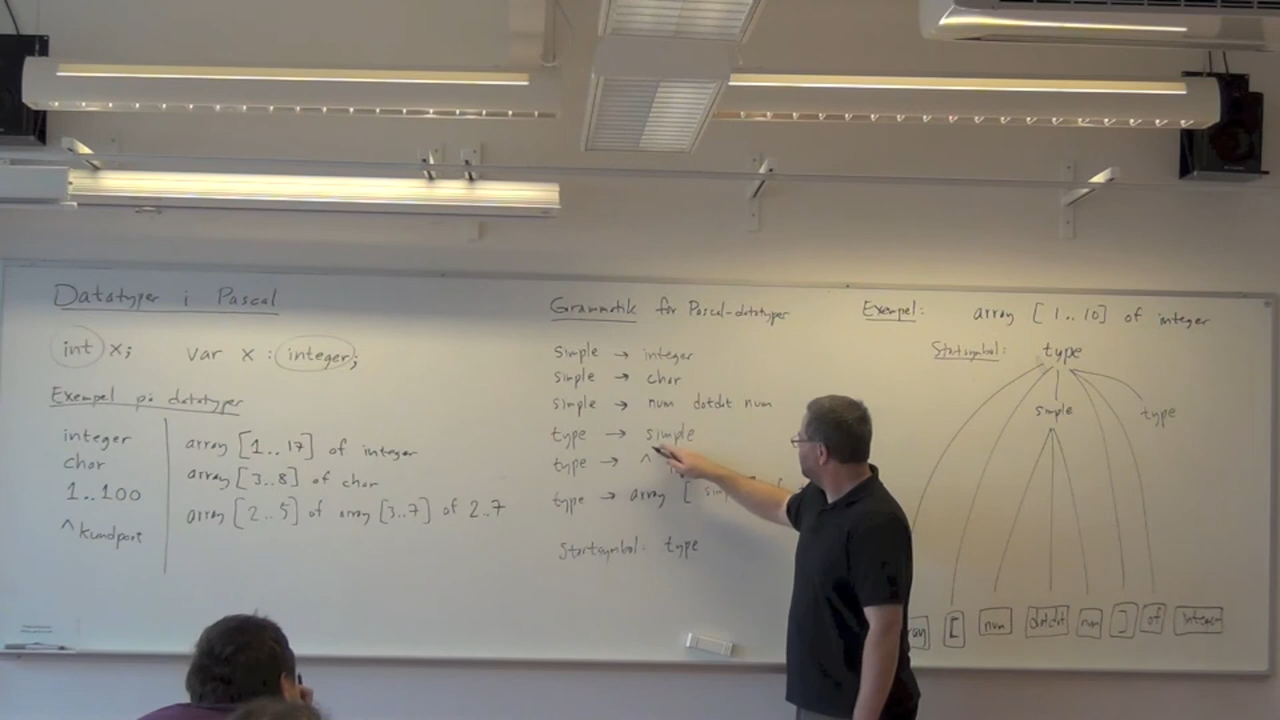 Datatyper i Pascal
int x; var x : integer;
Exempel på datatyper
integer
char
1..100
^kundpost
array [1..17] of integer
array [3..8] of char
array [2..5] of array [3..7] of 2..7
Grammatik för Pascal-datatyper
simple → integer
simple → char
simple → num dotdot num
type → simple
type → ^
type → array [
Startsymbol: type
Exempel: array [1..10] of integer
Startsymbol: type
simple type
[ num dotdot num ] of integer